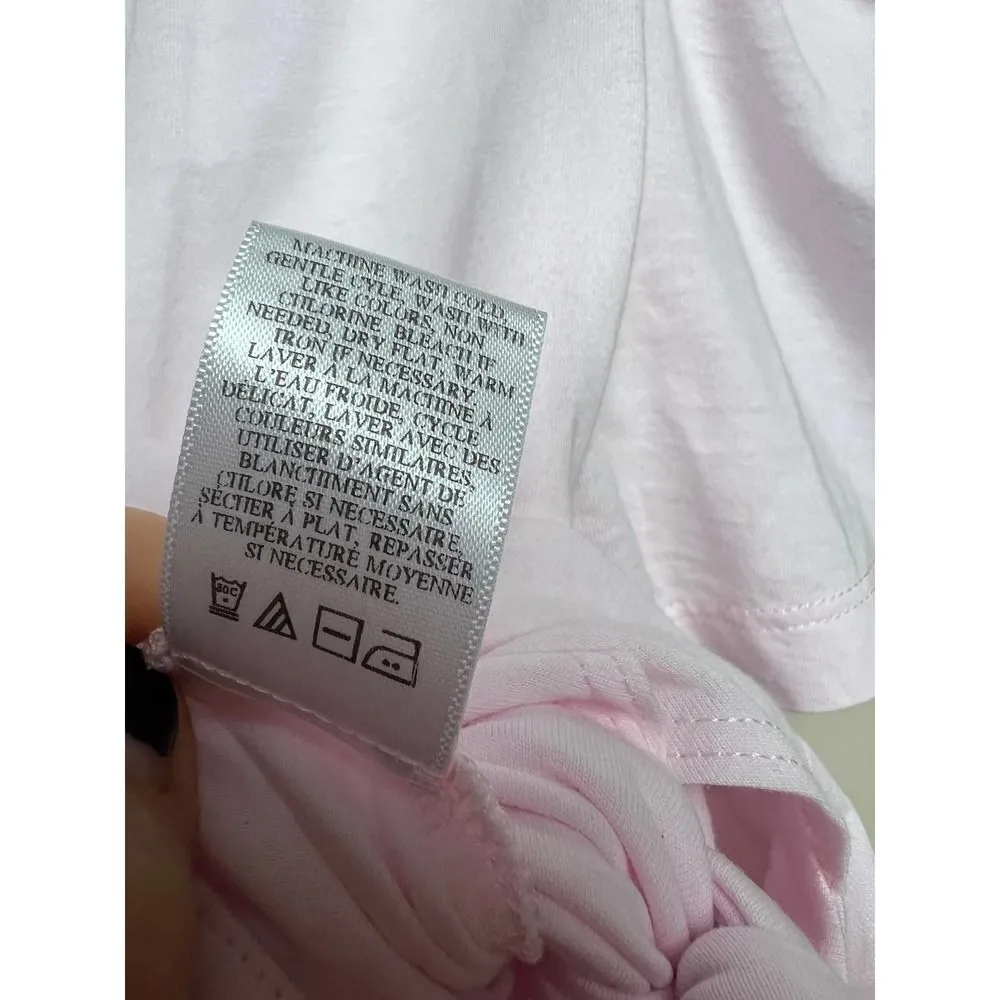 MACHINE WASH COLD,
GENTLE CYLE, WASH WITH
LIKE COLORS, NON
CHLORINE BLEACH IF
NEEDED, DRY FLAT, WARM
IRON IF NECESSARY
LAVER À LA MACHINE À
L'EAU FROIDE, CYCLE
DÉLICAT, LAVER AVEC DES
COULEURS SIMILAIRES,
UTILISER D'AGENT DE
BLANCHIMENT SANS
CHLORE SI NECESSAIRE,
SÉCHER À PLAT, REPASSER
À TEMPÉRATURE MOYENNE
SI NECESSAIRE.
30C